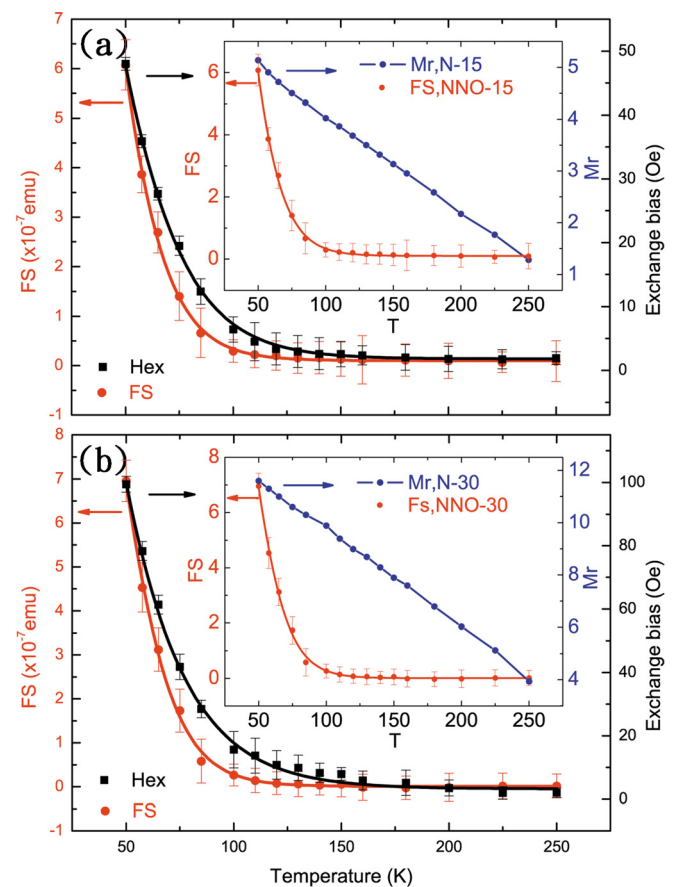 (a)
7
6
5
4
3
2
1
0
-1
FS (x10⁻⁷emu)
50
40
30
20
10
0
Exchange bias (Oe)
Hex
FS
6
4
2
0
FS
5
4
3
2
1
Mr
Mr,N-15
FS,NNO-15
50 100 150 200 250
T
(b)
8
7
6
5
4
3
2
1
0
-1
FS (x10⁻⁷emu)
100
80
60
40
20
0
Exchange bias (Oe)
Hex
FS
8
6
4
2
0
FS
12
10
8
6
4
Mr
Mr,N-30
Fs,NNO-30
50 100 150 200 250
T
50 100 150 200 250
Temperature (K)